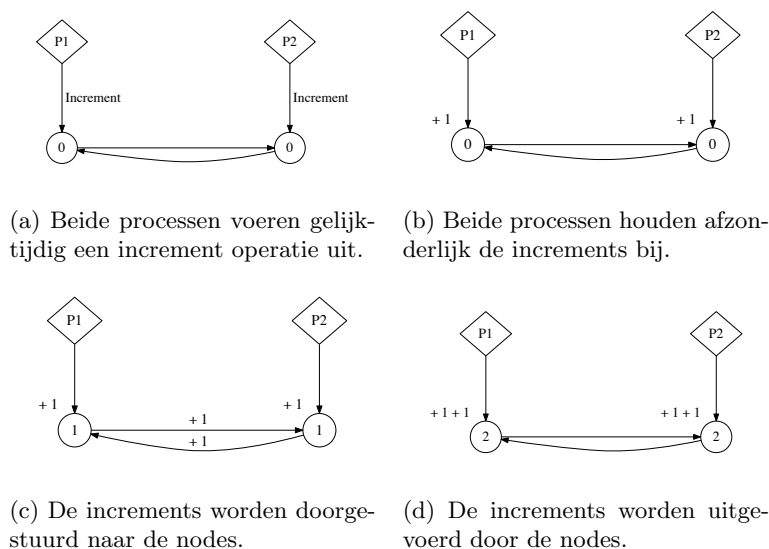 P1
P2
Increment
Increment
0
0
(a) Beide processen voeren gelijk-
tijdig een increment operatie uit.
P1
P2
+ 1
+ 1
0
0
(b) Beide processen houden afzon-
derlijk de increments bij.
P1
P2
+ 1
+ 1
+ 1
1
1
+ 1
(c) De increments worden doorge-
stuurd naar de nodes.
P1
P2
+ 1 + 1
+ 1 + 1
2
2
(d) De increments worden uitge-
voerd door de nodes.